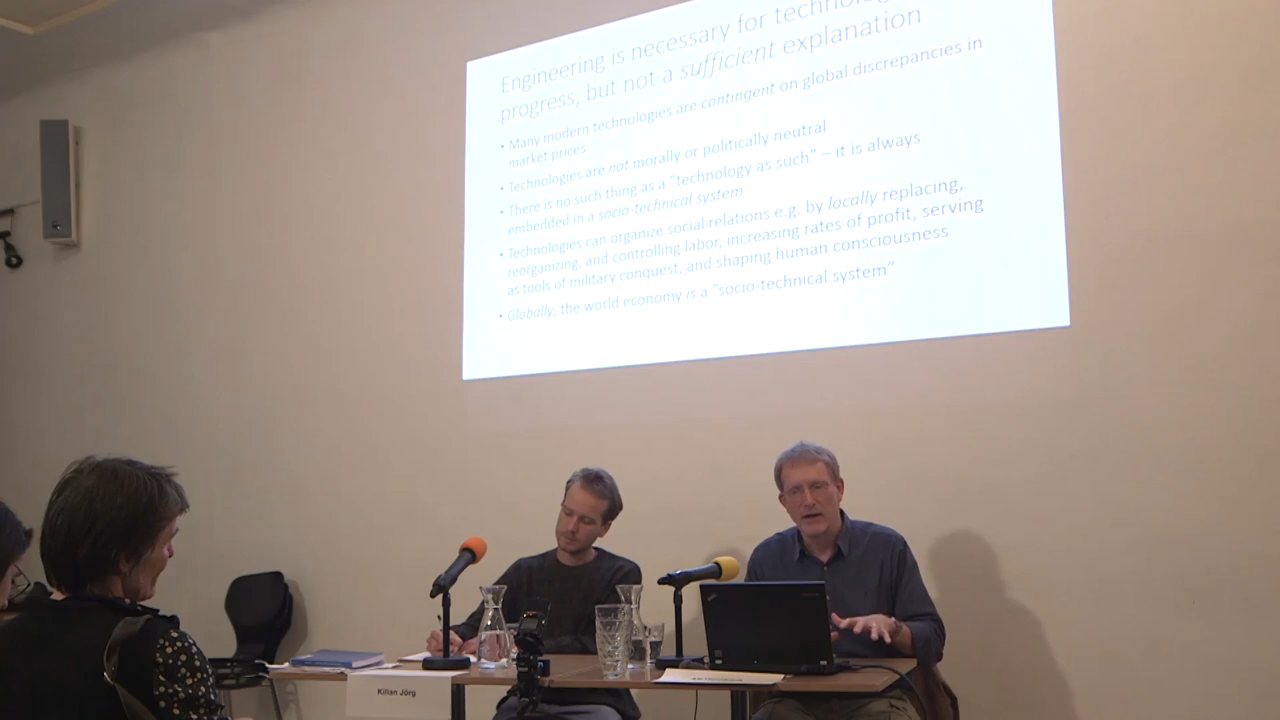 Engineering is necessary for
progress, but not a sufficient explanation
• Many modern technologies are contingent on global discrepancies in
market prices
• Technologies are not morally or politically neutral
• There is no such thing as a "technology as such" – it is always
embedded in a socio-technical system
• Technologies can organize social relations e.g. by locally replacing,
reorganizing, and controlling labor, increasing rates of profit, serving
as tools of military conquest, and shaping human consciousness
• Globally, the world economy is a "socio-technical system"
Kilian Jörg